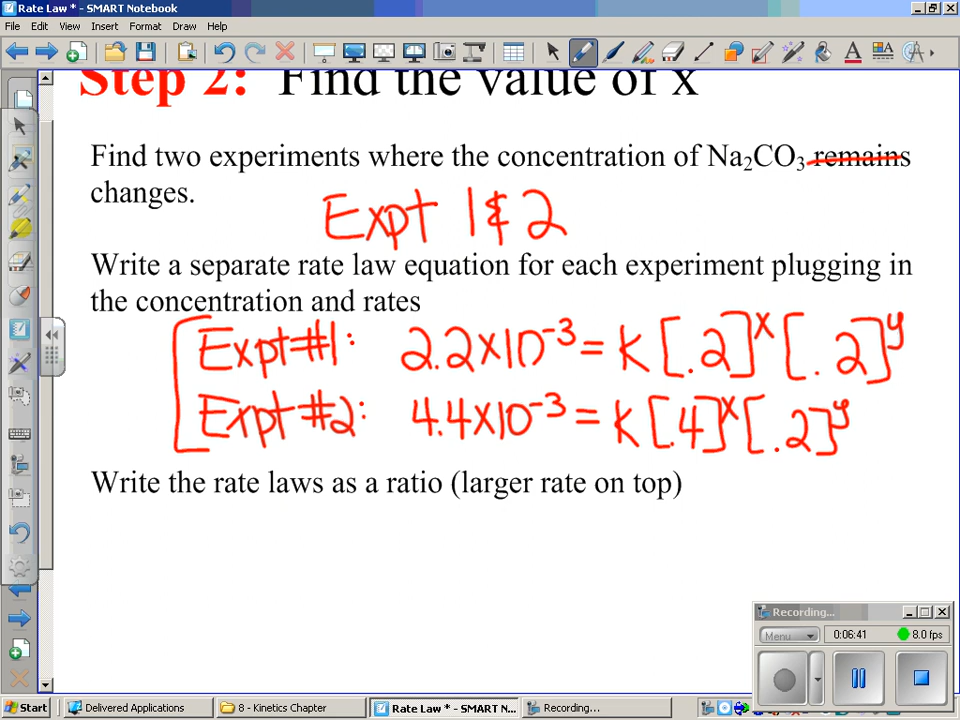 Rate Law * - SMART Notebook
File Edit View Insert Format Draw Help
Step 2: Find the value of x
Find two experiments where the concentration of Na₂CO₃ remains
changes.
Expt 1 & 2
Write a separate rate law equation for each experiment plugging in
the concentration and rates
Expt #1: 2.2x10⁻³ = K [.2]ˣ [.2]ʸ
Expt #2: 4.4x10⁻³ = K [.4]ˣ [.2]ʸ
Write the rate laws as a ratio (larger rate on top)
Recording...
Menu 0:06:41 8.0 fps
Start Delivered Applications 8 - Kinetics Chapter Rate Law * - SMART N... Recording...